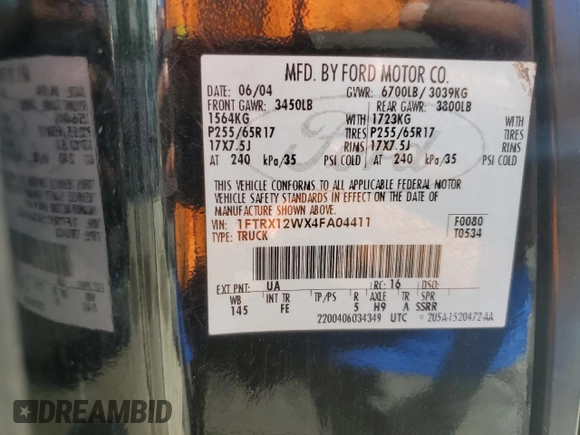 MFD. BY FORD MOTOR CO.
DATE: 06/04 GVWR: 6700LB/ 3039KG
FRONT GAWR: 3450LB REAR GAWR: 3800LB
1564KG WITH 1723KG WITH
P255/65R17 TIRES P255/65R17 TIRES
17X7.5J RIMS 17X7.5J RIMS
AT 240 kPa/35 PSI COLD AT 240 kPa/35 PSI COLD
THIS VEHICLE CONFORMS TO ALL APPLICABLE FEDERAL MOTOR
VEHICLE SAFETY STANDARDS IN EFFECT ON THE DATE OF
MANUFACTURE SHOWN ABOVE.
VIN: 1FTRX12WX4FA04411 F0080
TYPE: TRUCK T0534
EXT PNT: UA RC: 16 DSO:
WB INT TR TP/PS R AXLE TR SPR
145 FE 5 H9 A SSRR
2200406034349 UTC 2U5A-1520472-AA
Ford
DREAMBID